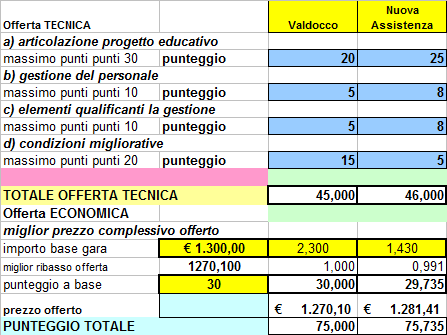 Offerta TECNICA Valdocco Nuova Assistenza
a) articolazione progetto educativo
massimo punti punti 30 punteggio 20 25
b) gestione del personale
massimo punti 10 punteggio 5 8
c) elementi qualificanti la gestione
massimo punti 10 punteggio 5 8
d) condizioni migliorative
massimo punti punti 20 punteggio 15 5
TOTALE OFFERTA TECNICA 45,000 46,000
Offerta ECONOMICA
miglior prezzo complessivo offerto
importo base gara € 1.300,00 2,300 1,430
miglior ribasso offerta 1270,100 1,000 0,991
punteggio a base 30 30,000 29,735
prezzo offerto € 1.270,10 € 1.281,41
PUNTEGGIO TOTALE 75,000 75,735